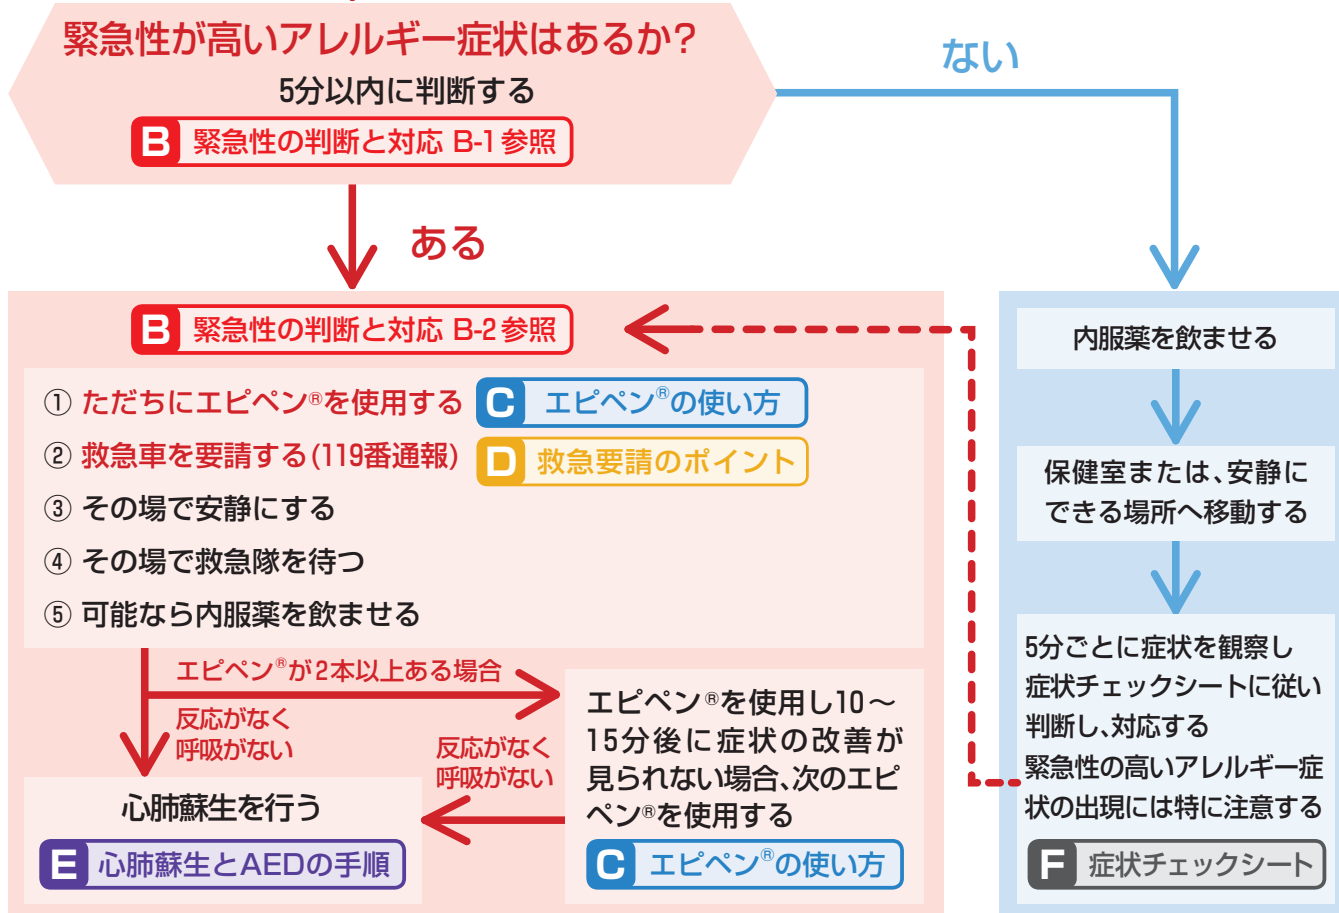 緊急性が高いアレルギー症状はあるか?
5分以内に判断する
B 緊急性の判断と対応 B-1参照
ない
ある
B 緊急性の判断と対応 B-2参照
① ただちにエピペン®を使用する C エピペン®の使い方
② 救急車を要請する(119番通報) D 救急要請のポイント
③ その場で安静にする
④ その場で救急隊を待つ
⑤ 可能なら内服薬を飲ませる
エピペン®が2本以上ある場合
反応がなく
呼吸がない
エピペン®を使用し10〜
15分後に症状の改善が
見られない場合、次のエピ
ペン®を使用する
C エピペン®の使い方
反応がなく
呼吸がない
心肺蘇生を行う
E 心肺蘇生とAEDの手順
内服薬を飲ませる
保健室または、安静に
できる場所へ移動する
5分ごとに症状を観察し
症状チェックシートに従い
判断し、対応する
緊急性の高いアレルギー症
状の出現には特に注意する
F 症状チェックシート